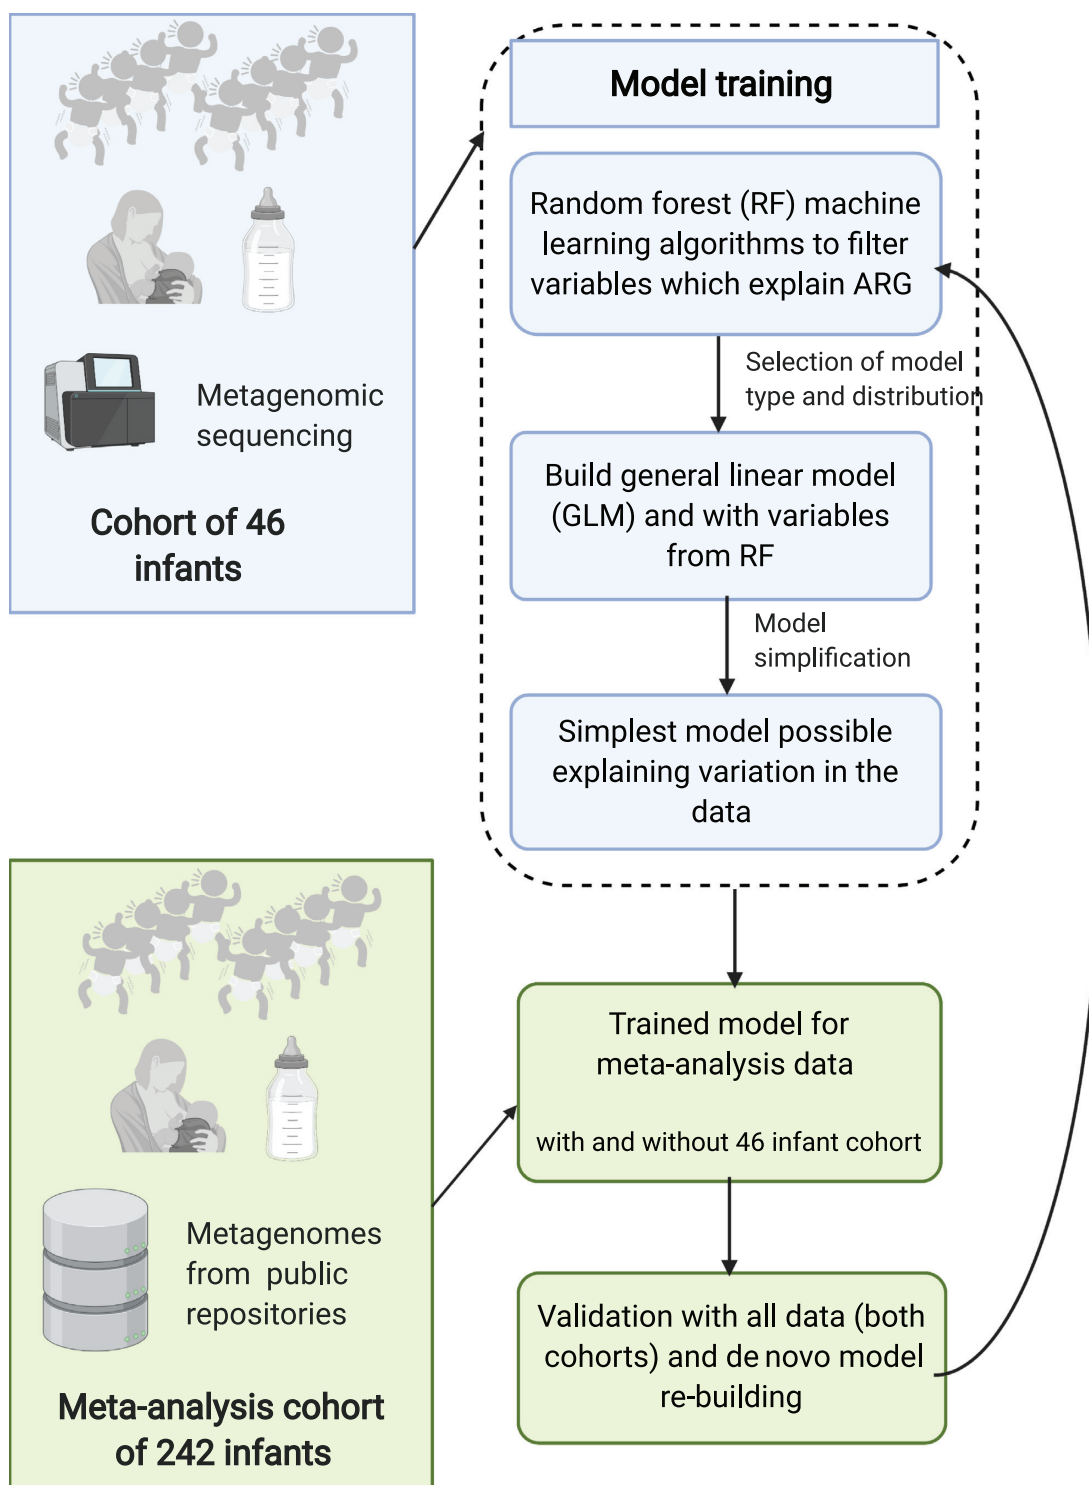 Model training
Random forest (RF) machine
learning algorithms to filter
variables which explain ARG
Selection of model
type and distribution
Metagenomic
sequencing
Cohort of 46
infants
Build general linear model
(GLM) and with variables
from RF
Model
simplification
Simplest model possible
explaining variation in the
data
Trained model for
meta-analysis data
with and without 46 infant cohort
Metagenomes
from public
repositories
Meta-analysis cohort
of 242 infants
Validation with all data (both
cohorts) and de novo model
re-building